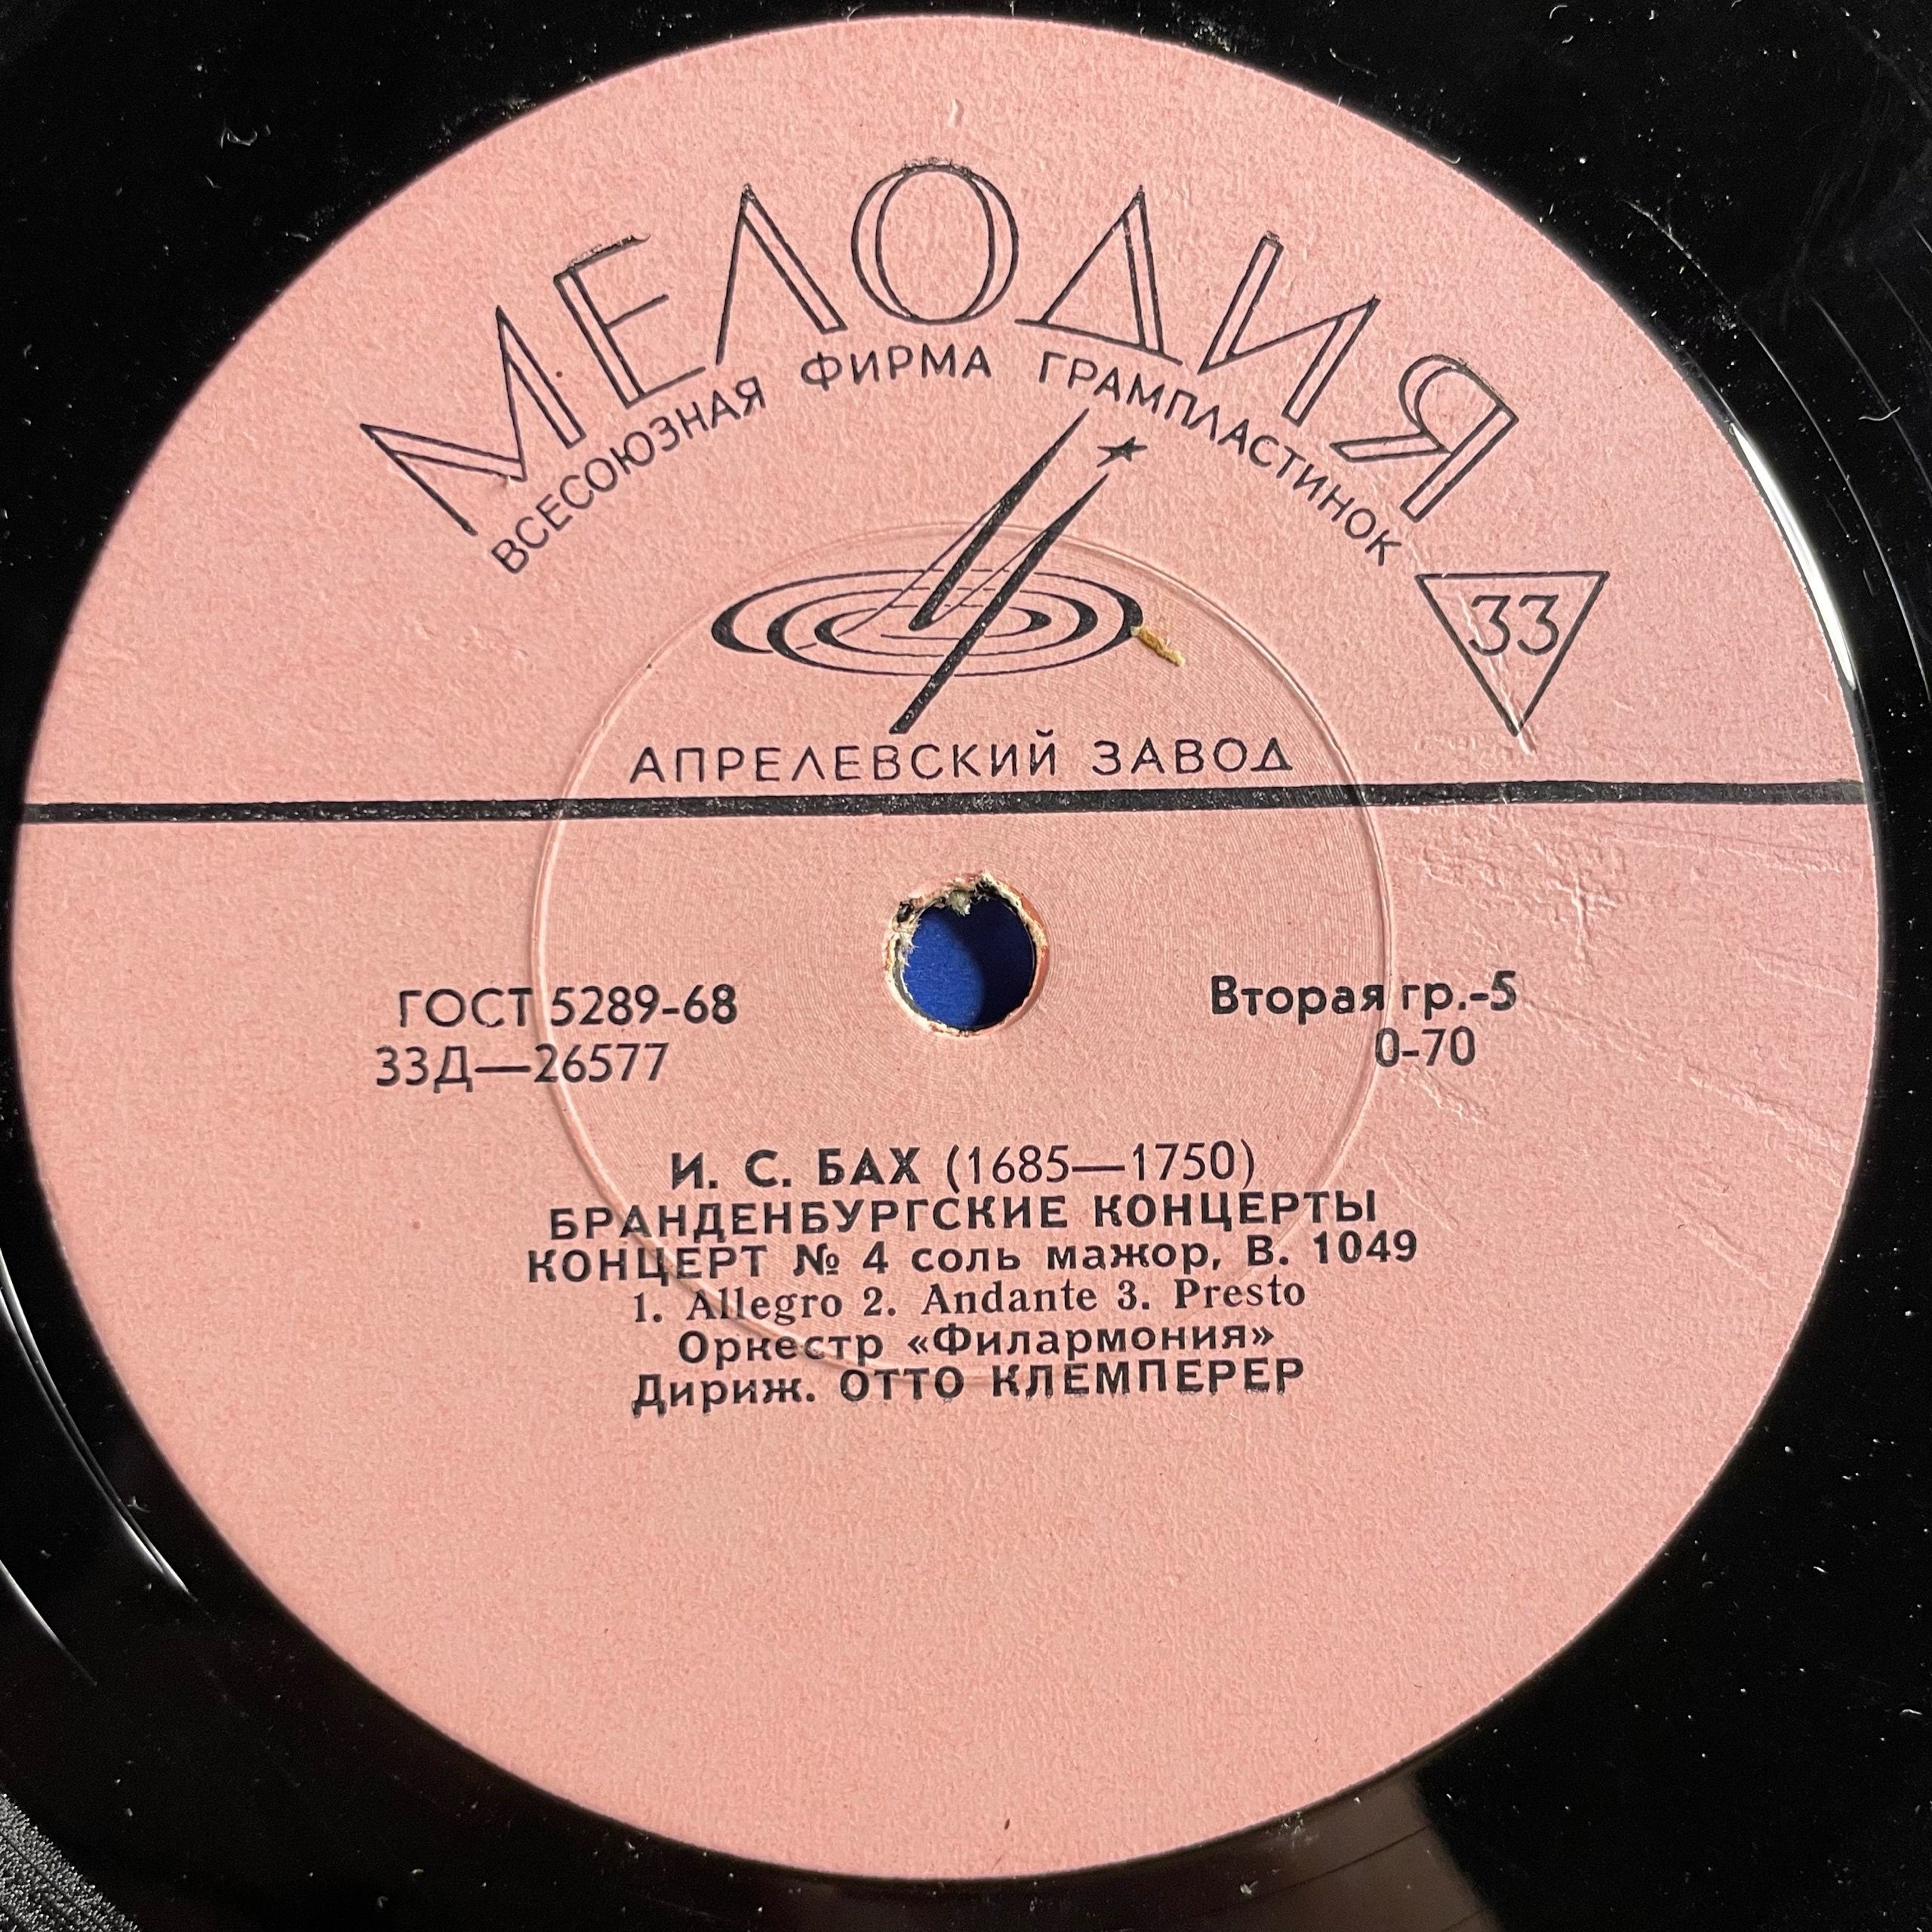 МЕЛОДИЯ
ВСЕСОЮЗНАЯ ФИРМА ГРАМПЛАСТИНОК
33
АПРЕЛЕВСКИЙ ЗАВОД
ГОСТ 5289-68
33Д—26577
Вторая гр.-5
0-70
И. С. БАХ (1685—1750)
БРАНДЕНБУРГСКИЕ КОНЦЕРТЫ
КОНЦЕРТ № 4 соль мажор, В. 1049
1. Allegro 2. Andante 3. Presto
Оркестр «Филармония»
Дириж. ОТТО КЛЕМПЕРЕР